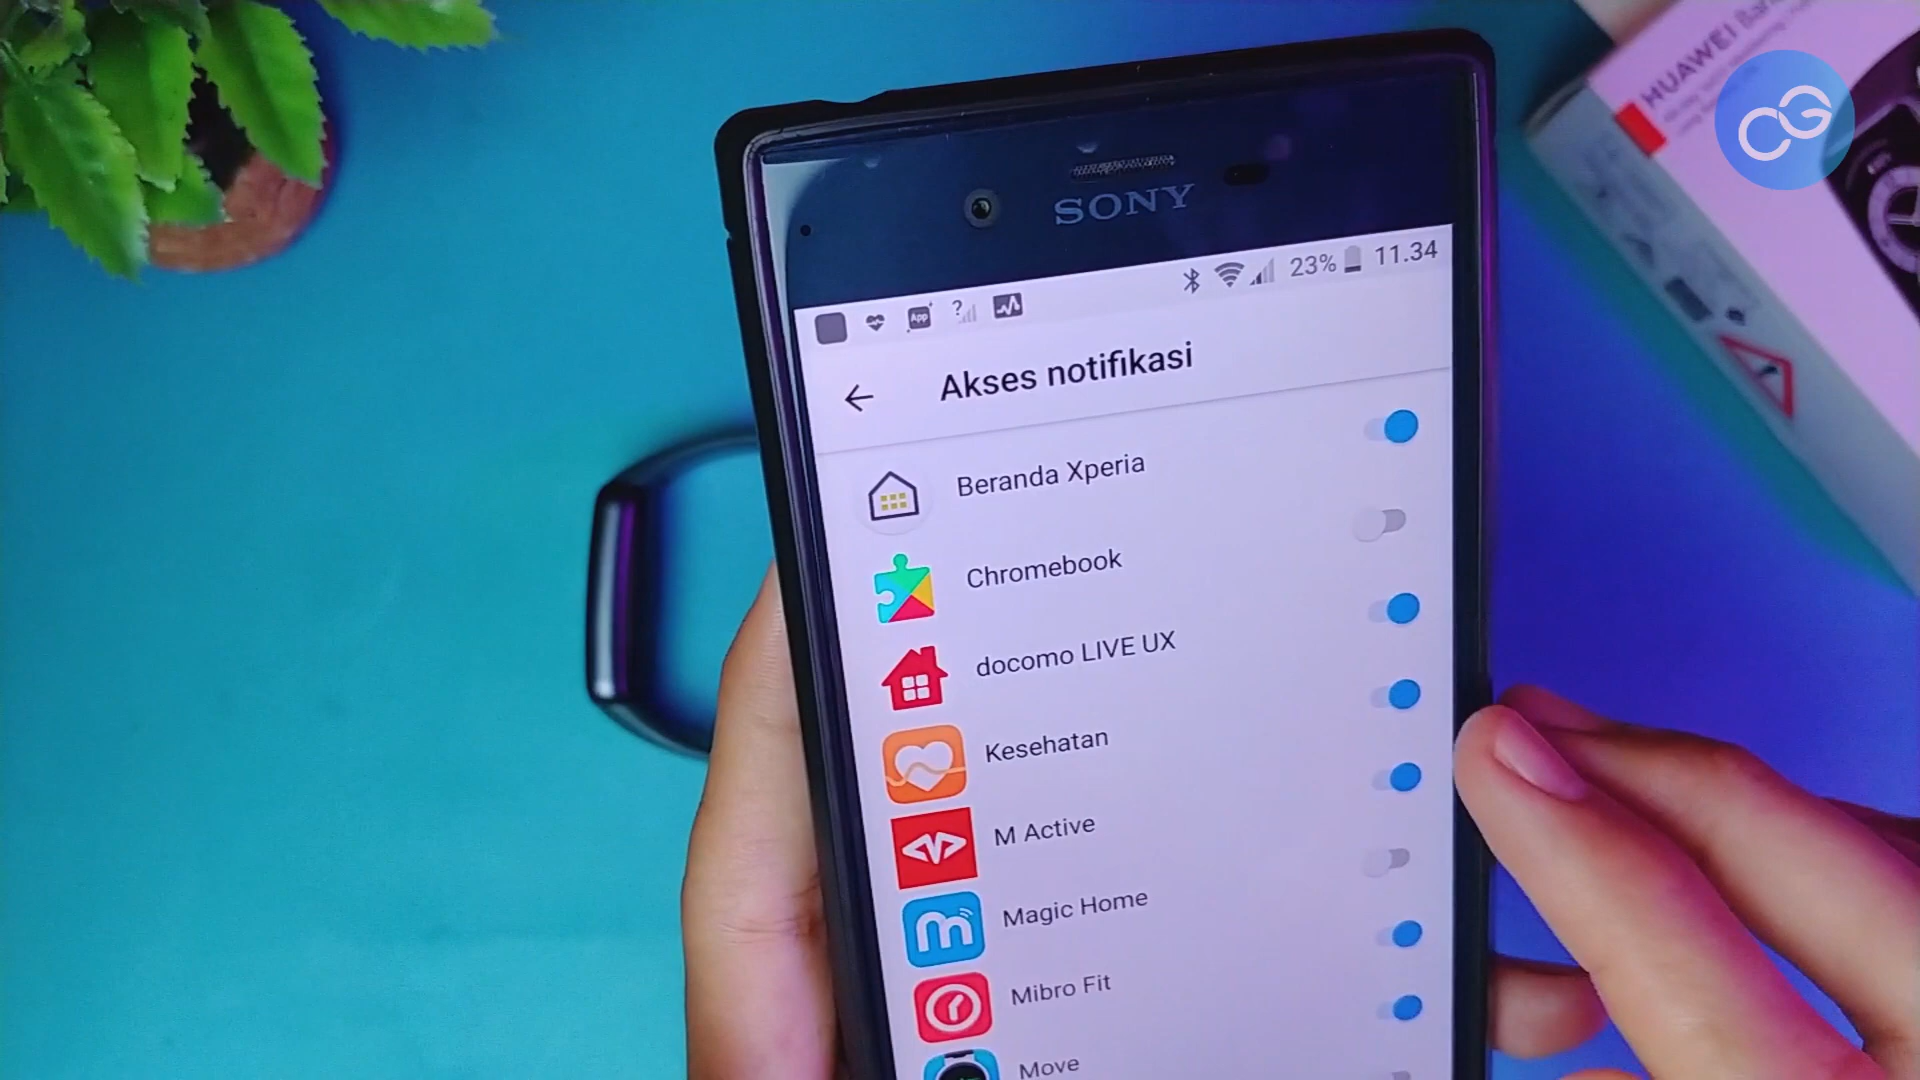 HUAWEI
SONY
App
?
23%
11.34
Akses notifikasi
Beranda Xperia
Chromebook
docomo LIVE UX
Kesehatan
M Active
Magic Home
Mibro Fit
Move